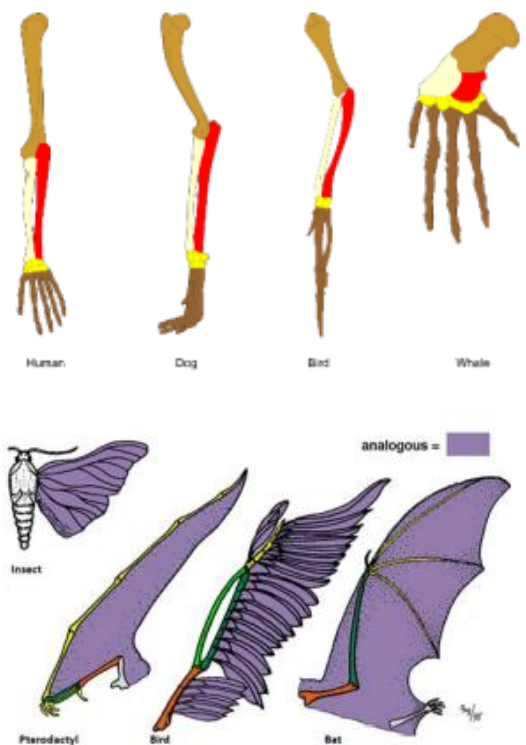 Human Dog Bird Whale
analogous =
Insect
Pterodactyl Bird Bat